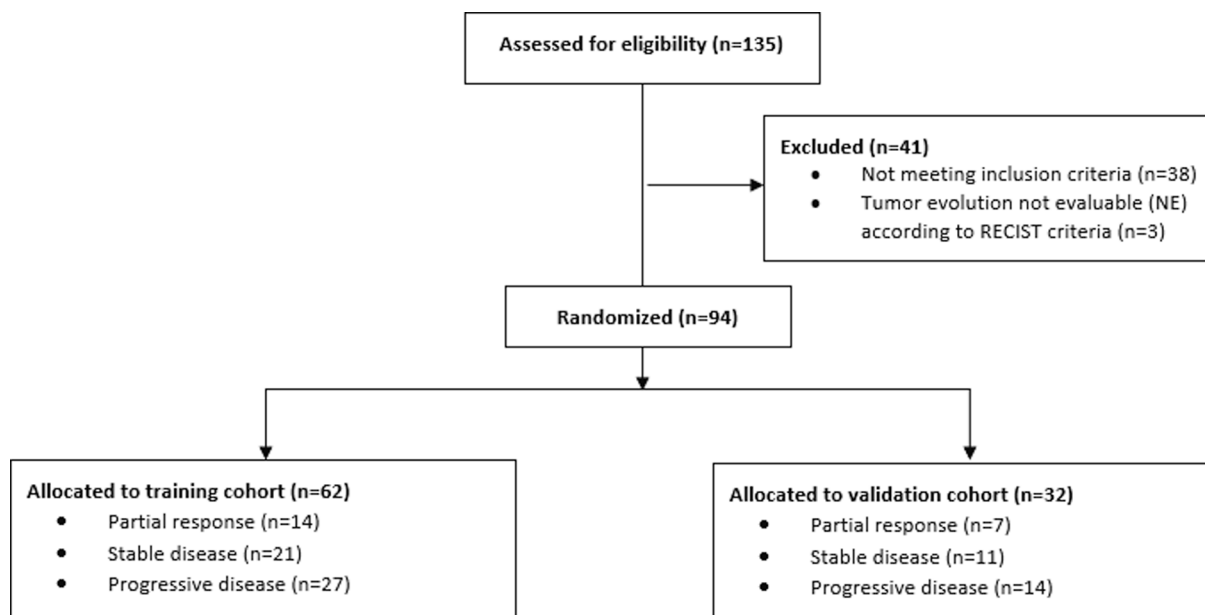 Assessed for eligibility (n=135)
Excluded (n=41)
• Not meeting inclusion criteria (n=38)
• Tumor evolution not evaluable (NE)
according to RECIST criteria (n=3)
Randomized (n=94)
Allocated to training cohort (n=62)
• Partial response (n=14)
• Stable disease (n=21)
• Progressive disease (n=27)
Allocated to validation cohort (n=32)
• Partial response (n=7)
• Stable disease (n=11)
• Progressive disease (n=14)